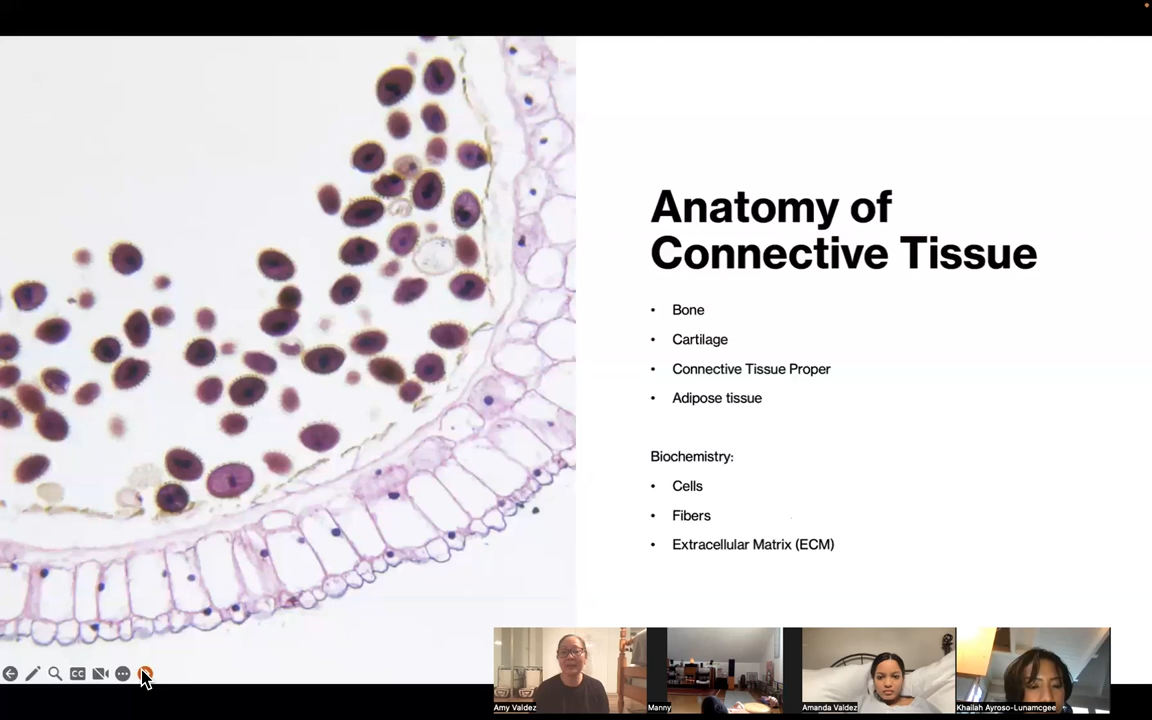 Anatomy of
Connective Tissue
• Bone
• Cartilage
• Connective Tissue Proper
• Adipose tissue
Biochemistry:
• Cells
• Fibers
• Extracellular Matrix (ECM)
CC
Amy Valdez
Manny
Amanda Valdez
Khailah Ayroso-Lunamcgee